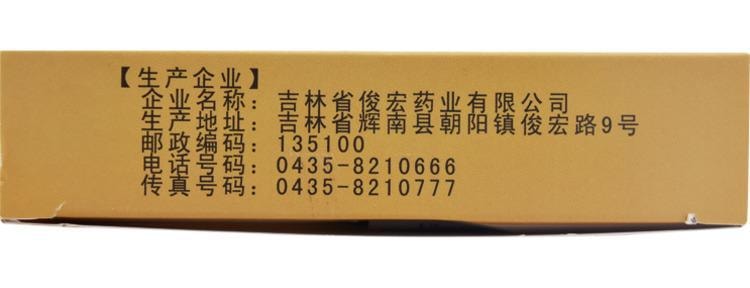 【生产企业】
企业名称：吉林省俊宏药业有限公司
生产地址：吉林省辉南县朝阳镇俊宏路9号
邮政编码：135100
电话号码：0435-8210666
传真号码：0435-8210777